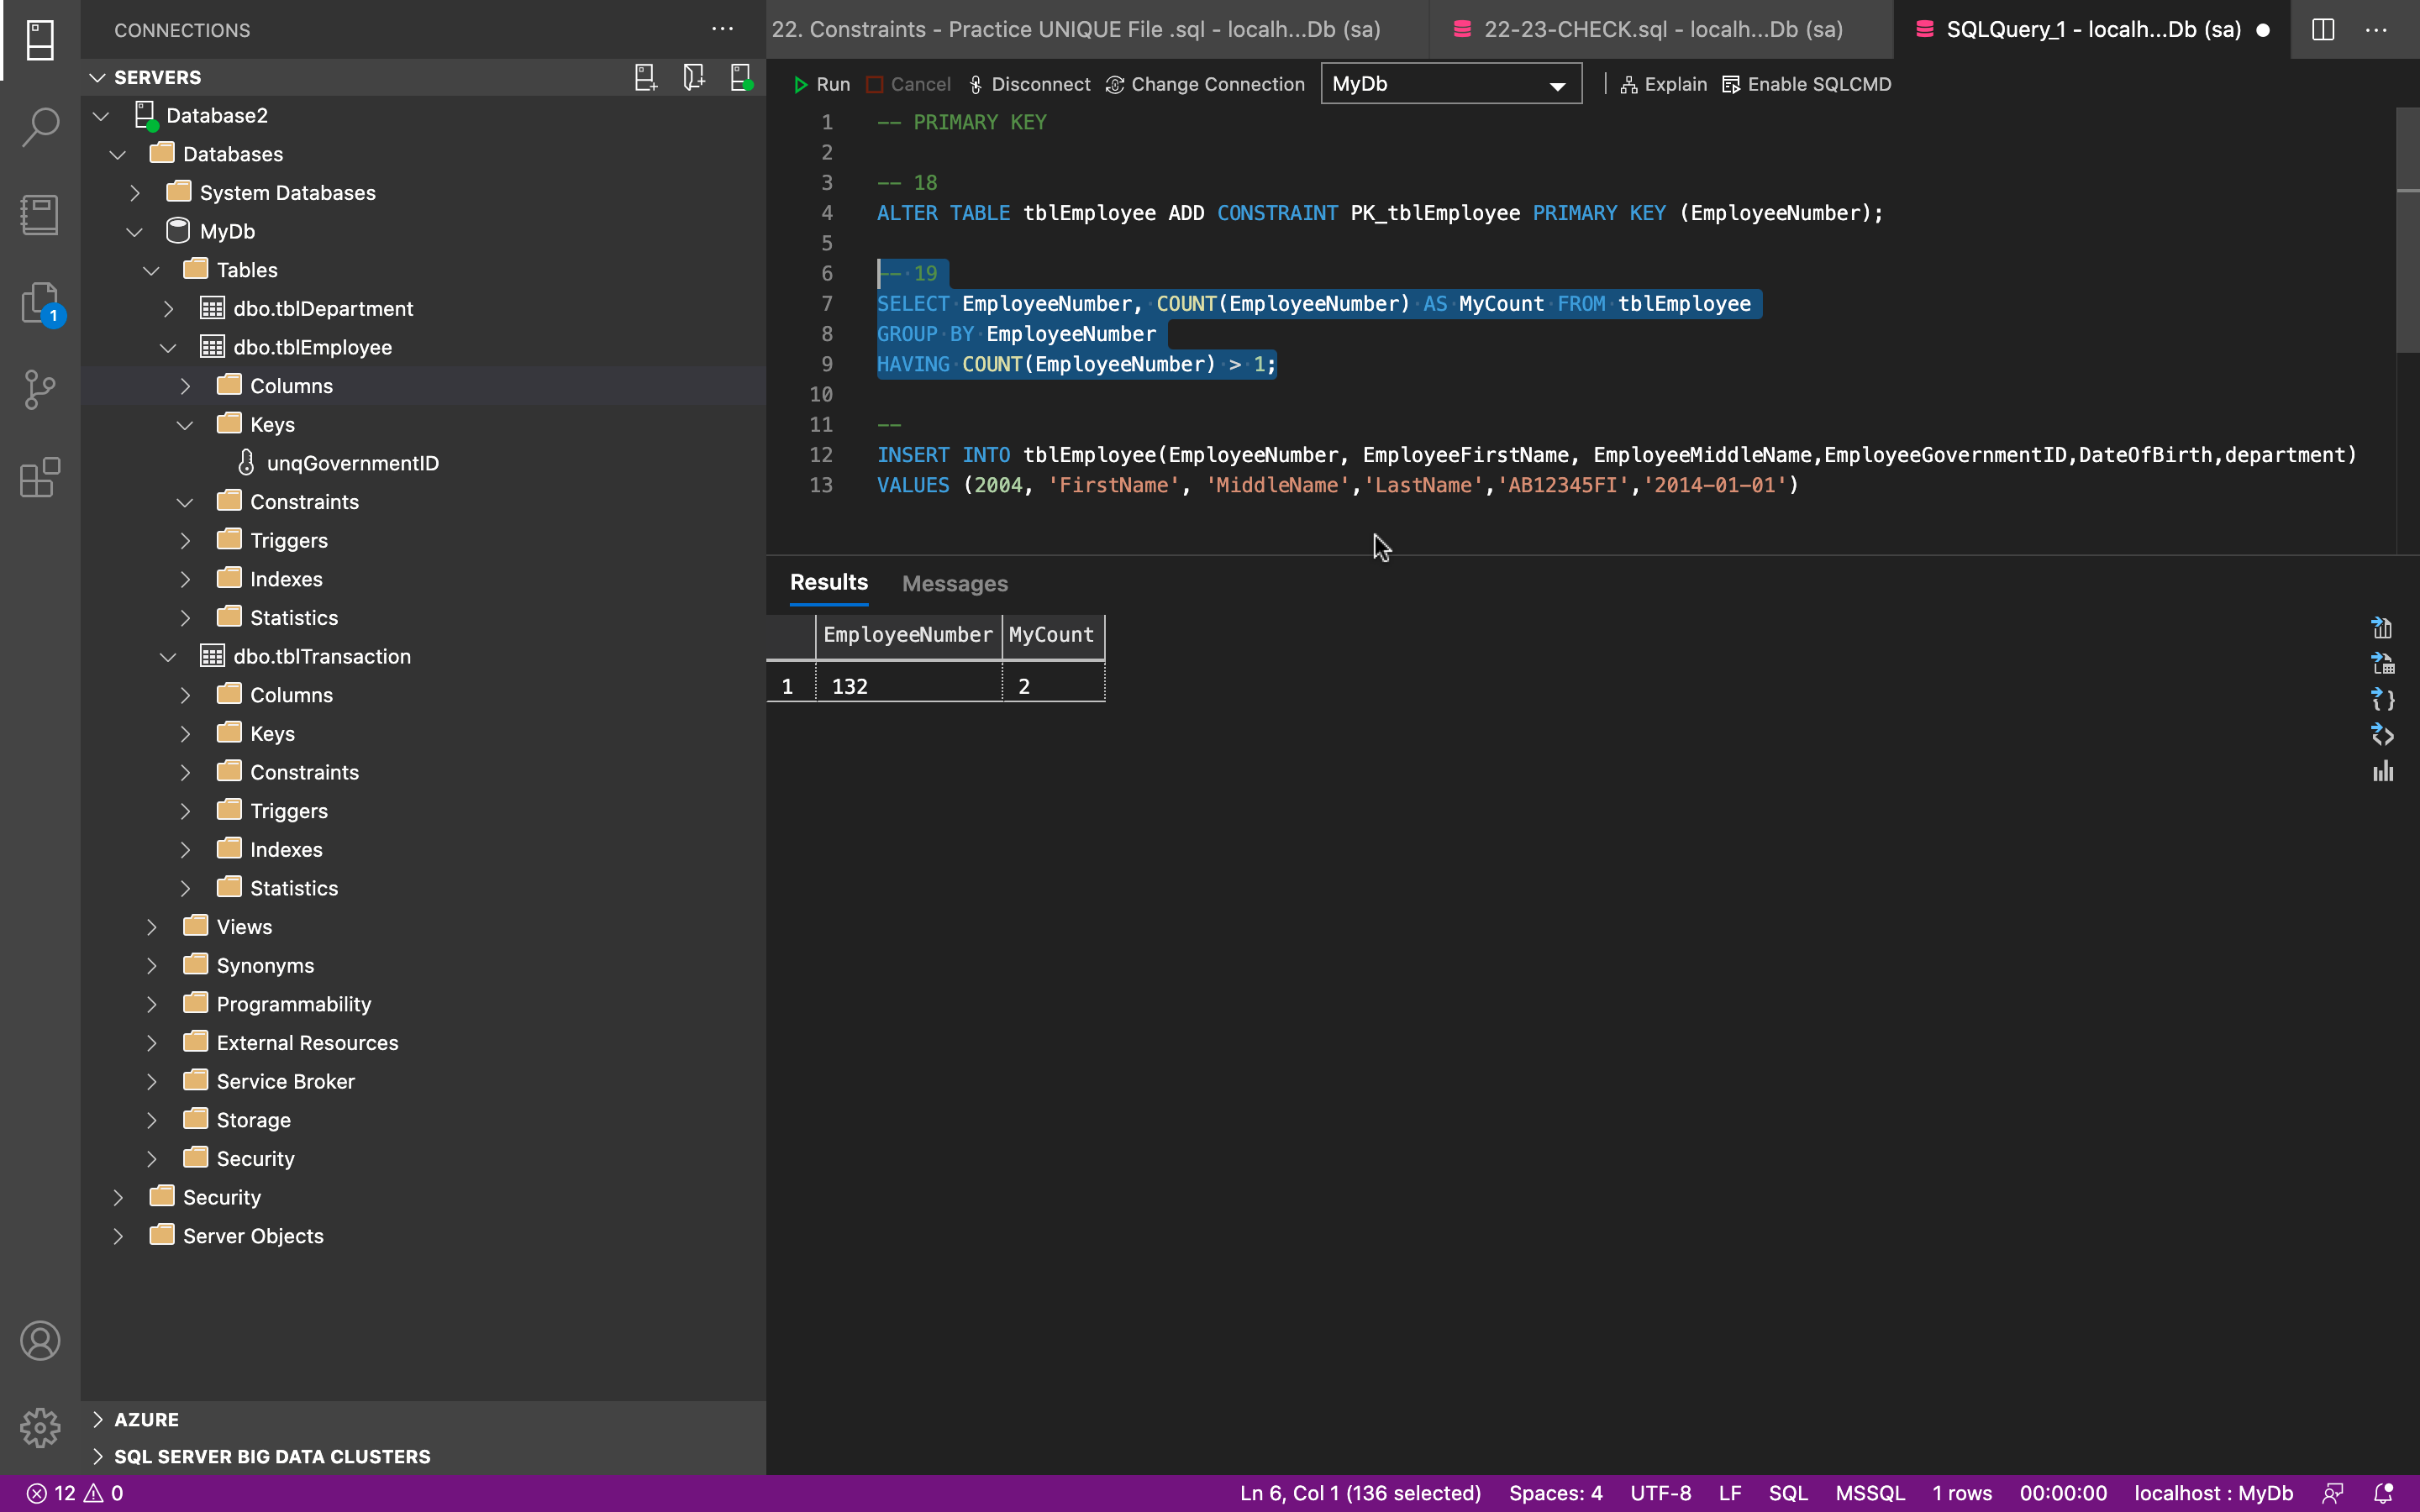 CONNECTIONS
SERVERS
Database2
Databases
System Databases
MyDb
Tables
dbo.tblDepartment
dbo.tblEmployee
Columns
Keys
unqGovernmentID
Constraints
Triggers
Indexes
Statistics
dbo.tblTransaction
Columns
Keys
Constraints
Triggers
Indexes
Statistics
Views
Synonyms
Programmability
External Resources
Service Broker
Storage
Security
Security
Server Objects
AZURE
SQL SERVER BIG DATA CLUSTERS
1
22. Constraints - Practice UNIQUE File .sql - localh...Db (sa)
22-23-CHECK.sql - localh...Db (sa)
SQLQuery_1 - localh...Db (sa)
Run Cancel Disconnect Change Connection MyDb Explain Enable SQLCMD
1 -- PRIMARY KEY
2
3 -- 18
4 ALTER TABLE tblEmployee ADD CONSTRAINT PK_tblEmployee PRIMARY KEY (EmployeeNumber);
5
6 -- 19
7 SELECT EmployeeNumber, COUNT(EmployeeNumber) AS MyCount FROM tblEmployee
8 GROUP BY EmployeeNumber
9 HAVING COUNT(EmployeeNumber) > 1;
10
11 --
12 INSERT INTO tblEmployee(EmployeeNumber, EmployeeFirstName, EmployeeMiddleName,EmployeeGovernmentID,DateOfBirth,department)
13 VALUES (2004, 'FirstName', 'MiddleName','LastName','AB12345FI','2014-01-01')
Results Messages
EmployeeNumber MyCount
1 132 2
12 0 Ln 6, Col 1 (136 selected) Spaces: 4 UTF-8 LF SQL MSSQL 1 rows 00:00:00 localhost : MyDb